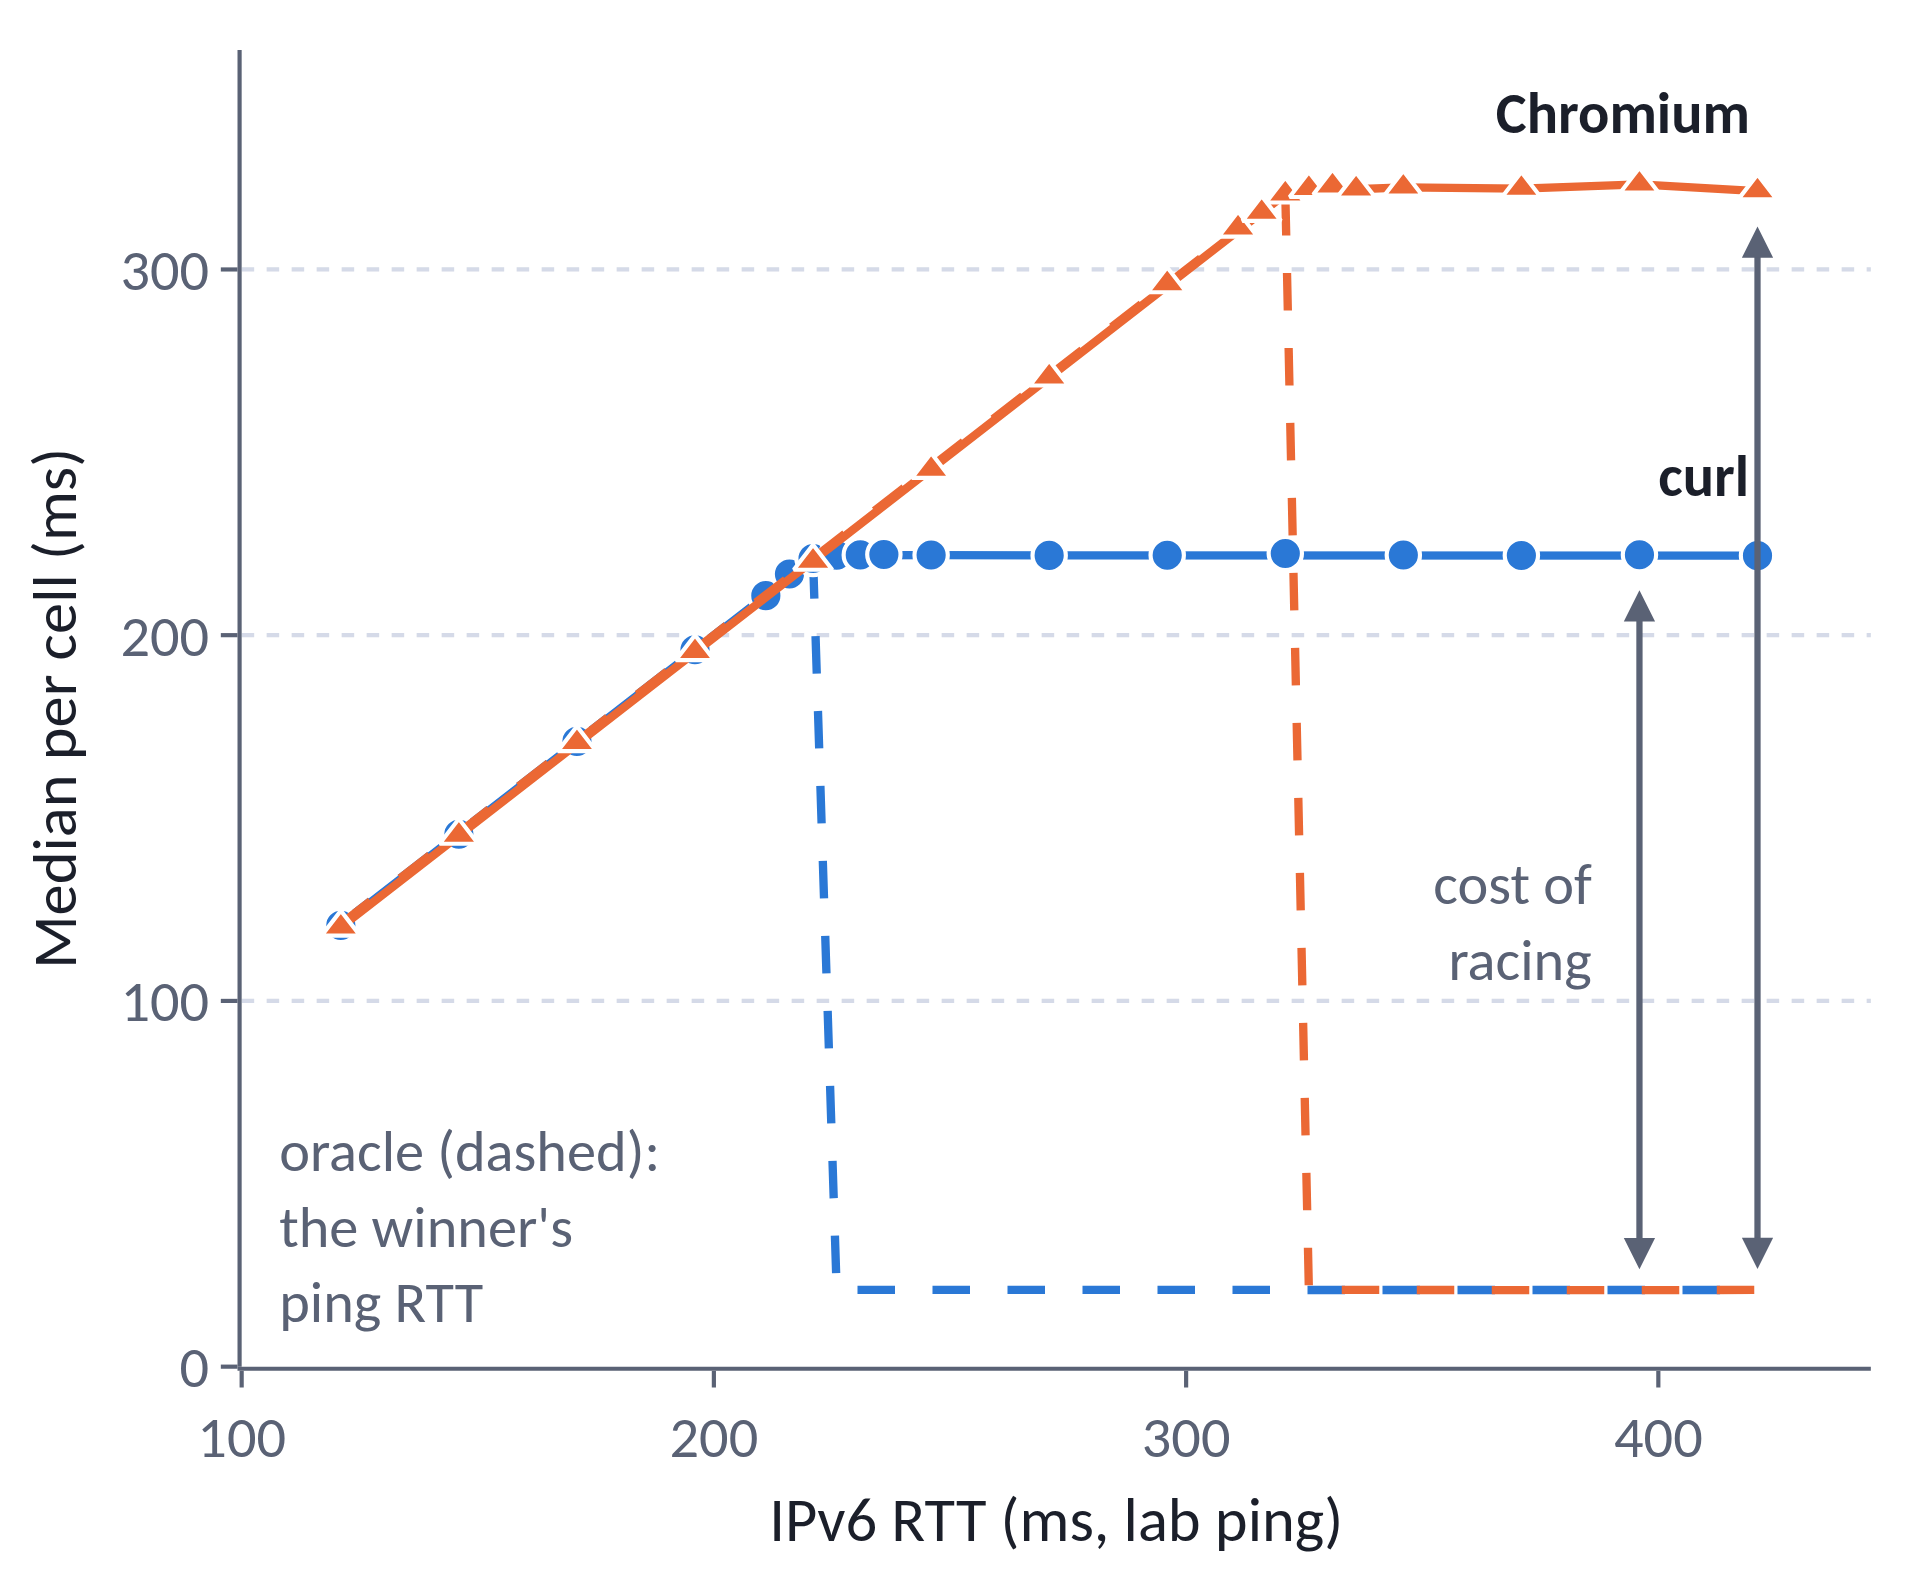 Chromium
300
curl
200
Median per cell (ms)
cost of
racing
100
oracle (dashed):
the winner's
ping RTT
0
100 200 300 400
IPv6 RTT (ms, lab ping)